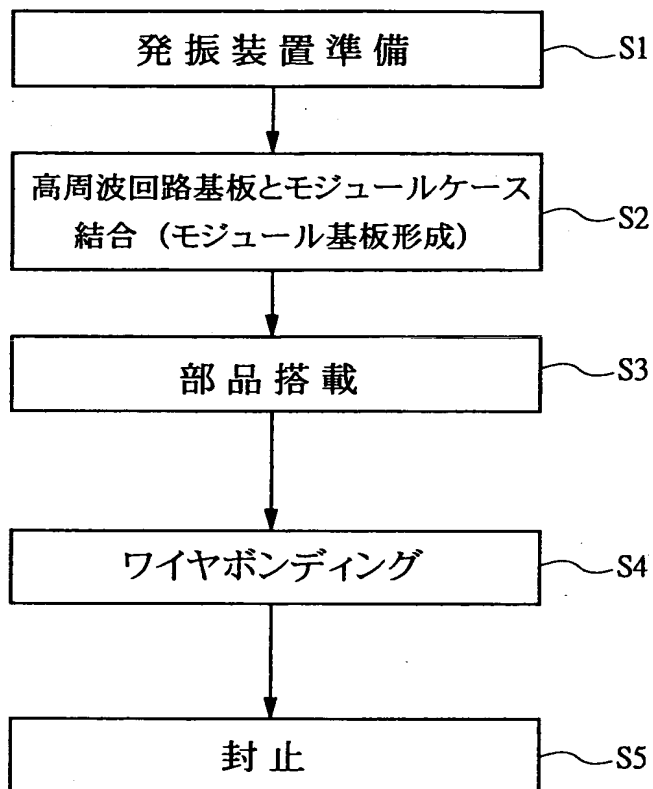 発振装置準備
S1
高周波回路基板とモジュールケース
結合（モジュール基板形成）
S2
部品搭載
S3
ワイヤボンディング
S4
封止
S5